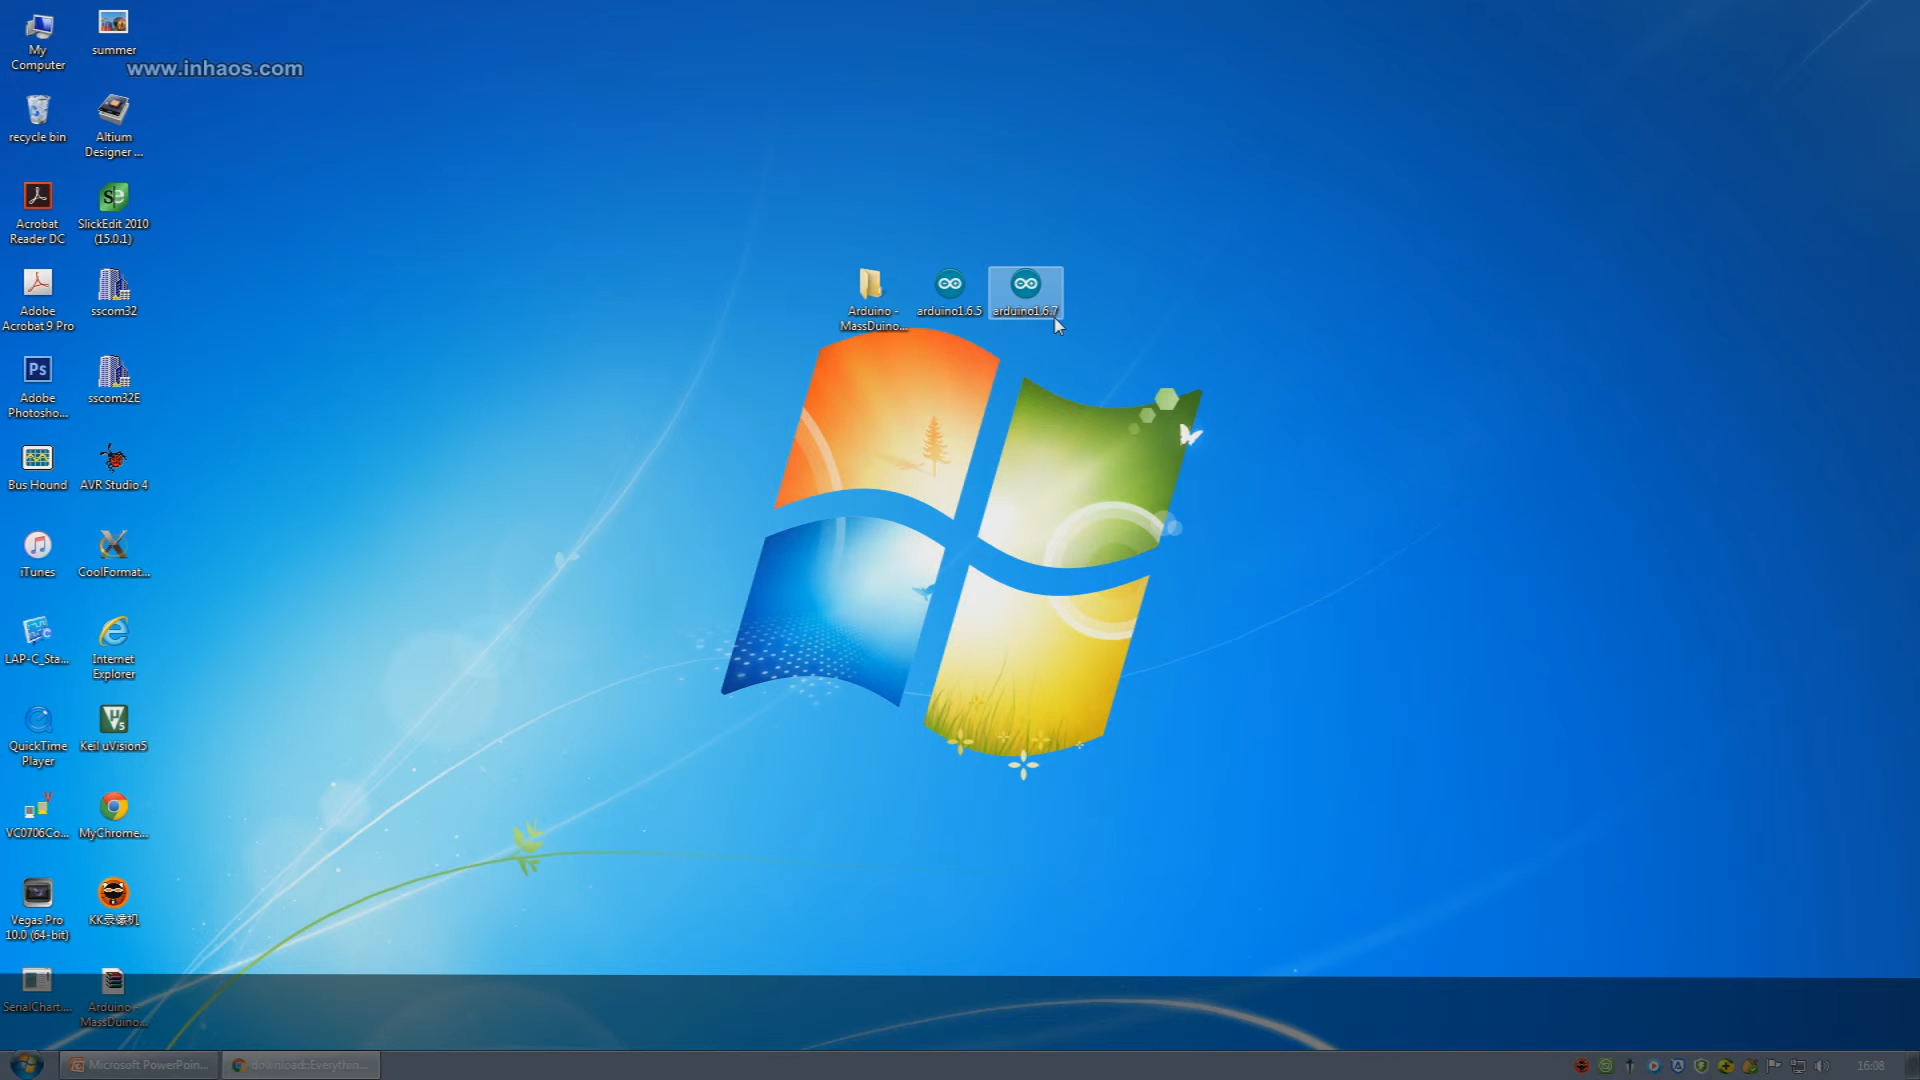 My
Computer
summer
www.inhaos.com
recycle bin
Altium
Designer ...
Acrobat
Reader DC
SlickEdit 2010
(15.0.1)
Adobe
Acrobat 9 Pro
sscom32
Arduino -
MassDuino...
arduino1.6.5
arduino1.6.7
Adobe
Photosho...
sscom32E
Bus Hound
AVR Studio 4
iTunes
CoolFormat...
LAP-C_Sta...
Internet
Explorer
QuickTime
Player
Keil uVision5
VC0706Co...
MyChrome...
Vegas Pro
10.0 (64-bit)
KK录像机
SerialChart....
Arduino -
MassDuino...
Microsoft PowerPoin...
download::Everythin...
16:08